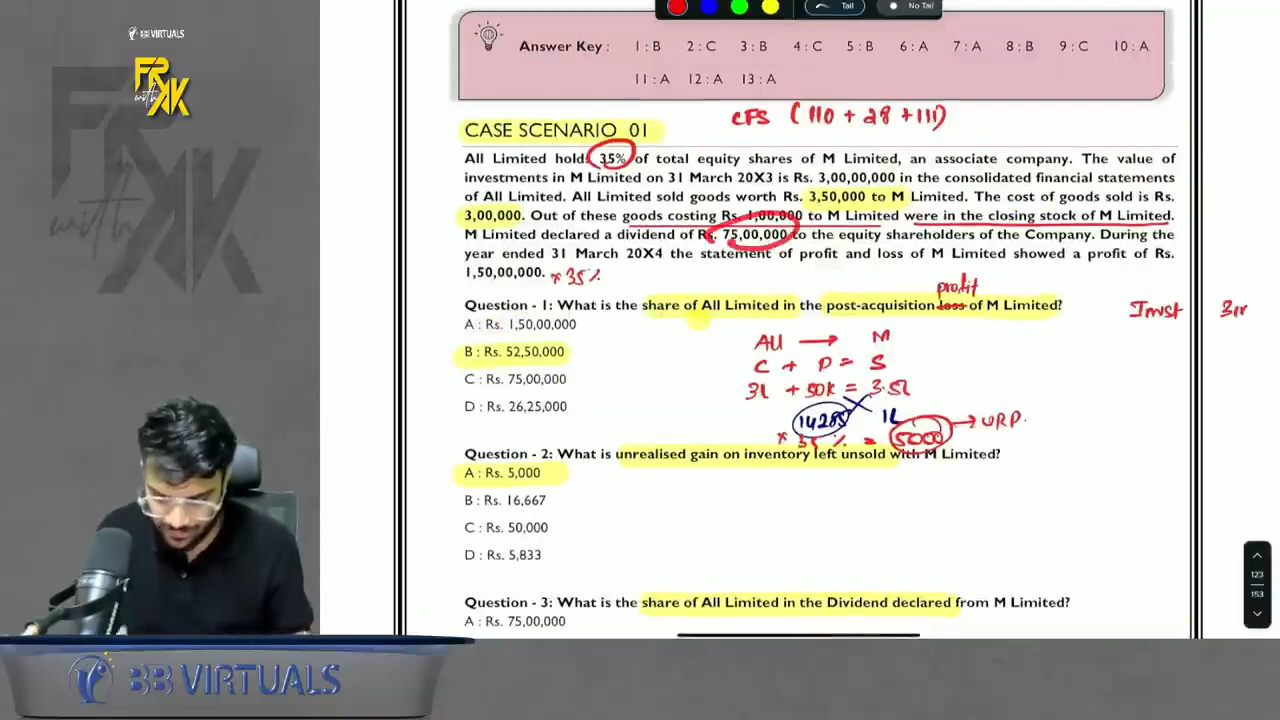 BB VIRTUALS
FR
with AK
Tail
No Tail
Answer Key : 1 : B 2 : C 3 : B 4 : C 5 : B 6 : A 7 : A 8 : B 9 : C 10 : A
11 : A 12 : A 13 : A
CFS (110 + 28 + 111)
CASE SCENARIO 01
All Limited holds 35% of total equity shares of M Limited, an associate company. The value of
investments in M Limited on 31 March 20X3 is Rs. 3,00,00,000 in the consolidated financial statements
of All Limited. All Limited sold goods worth Rs. 3,50,000 to M Limited. The cost of goods sold is Rs.
3,00,000. Out of these goods costing Rs. 1,00,000 to M Limited were in the closing stock of M Limited.
M Limited declared a dividend of Rs. 75,00,000 to the equity shareholders of the Company. During the
year ended 31 March 20X4 the statement of profit and loss of M Limited showed a profit of Rs.
1,50,00,000. * 35%
profit
Question - 1: What is the share of All Limited in the post-acquisition loss of M Limited?
Invst 3cr
A : Rs. 1,50,00,000
B : Rs. 52,50,000
C : Rs. 75,00,000
D : Rs. 26,25,000
All → M
C + P = S
3L + 50k = 3.5L
14285 1L
* 35 % = 5000 → URP.
Question - 2: What is unrealised gain on inventory left unsold with M Limited?
A : Rs. 5,000
B : Rs. 16,667
C : Rs. 50,000
D : Rs. 5,833
Question - 3: What is the share of All Limited in the Dividend declared from M Limited?
A : Rs. 75,00,000
123
153
BB VIRTUALS